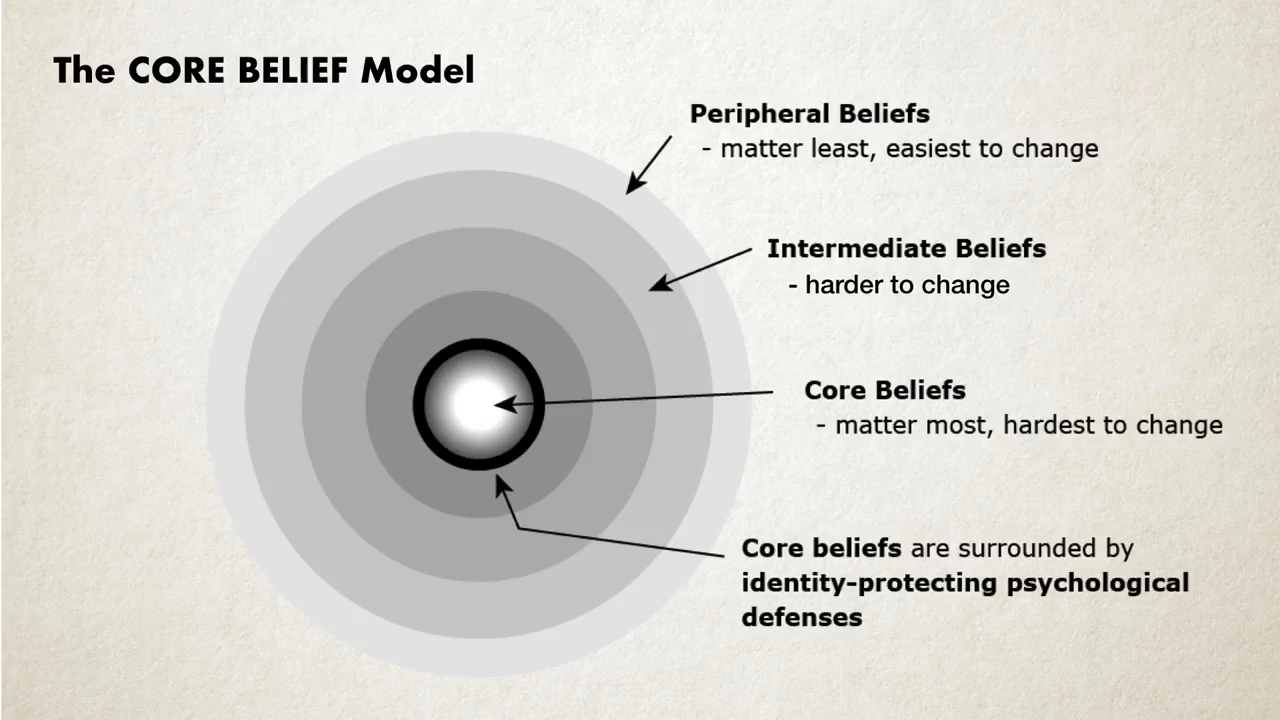 The CORE BELIEF Model
Peripheral Beliefs
- matter least, easiest to change
Intermediate Beliefs
- harder to change
Core Beliefs
- matter most, hardest to change
Core beliefs are surrounded by
identity-protecting psychological
defenses